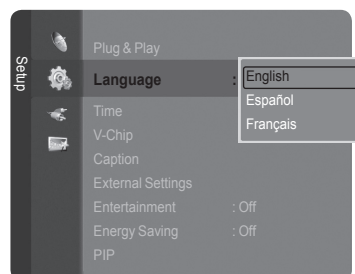 Setup
Plug & Play
Language : English
Español
Français
Time
V-Chip
Caption
External Settings
Entertainment : Off
Energy Saving : Off
PIP